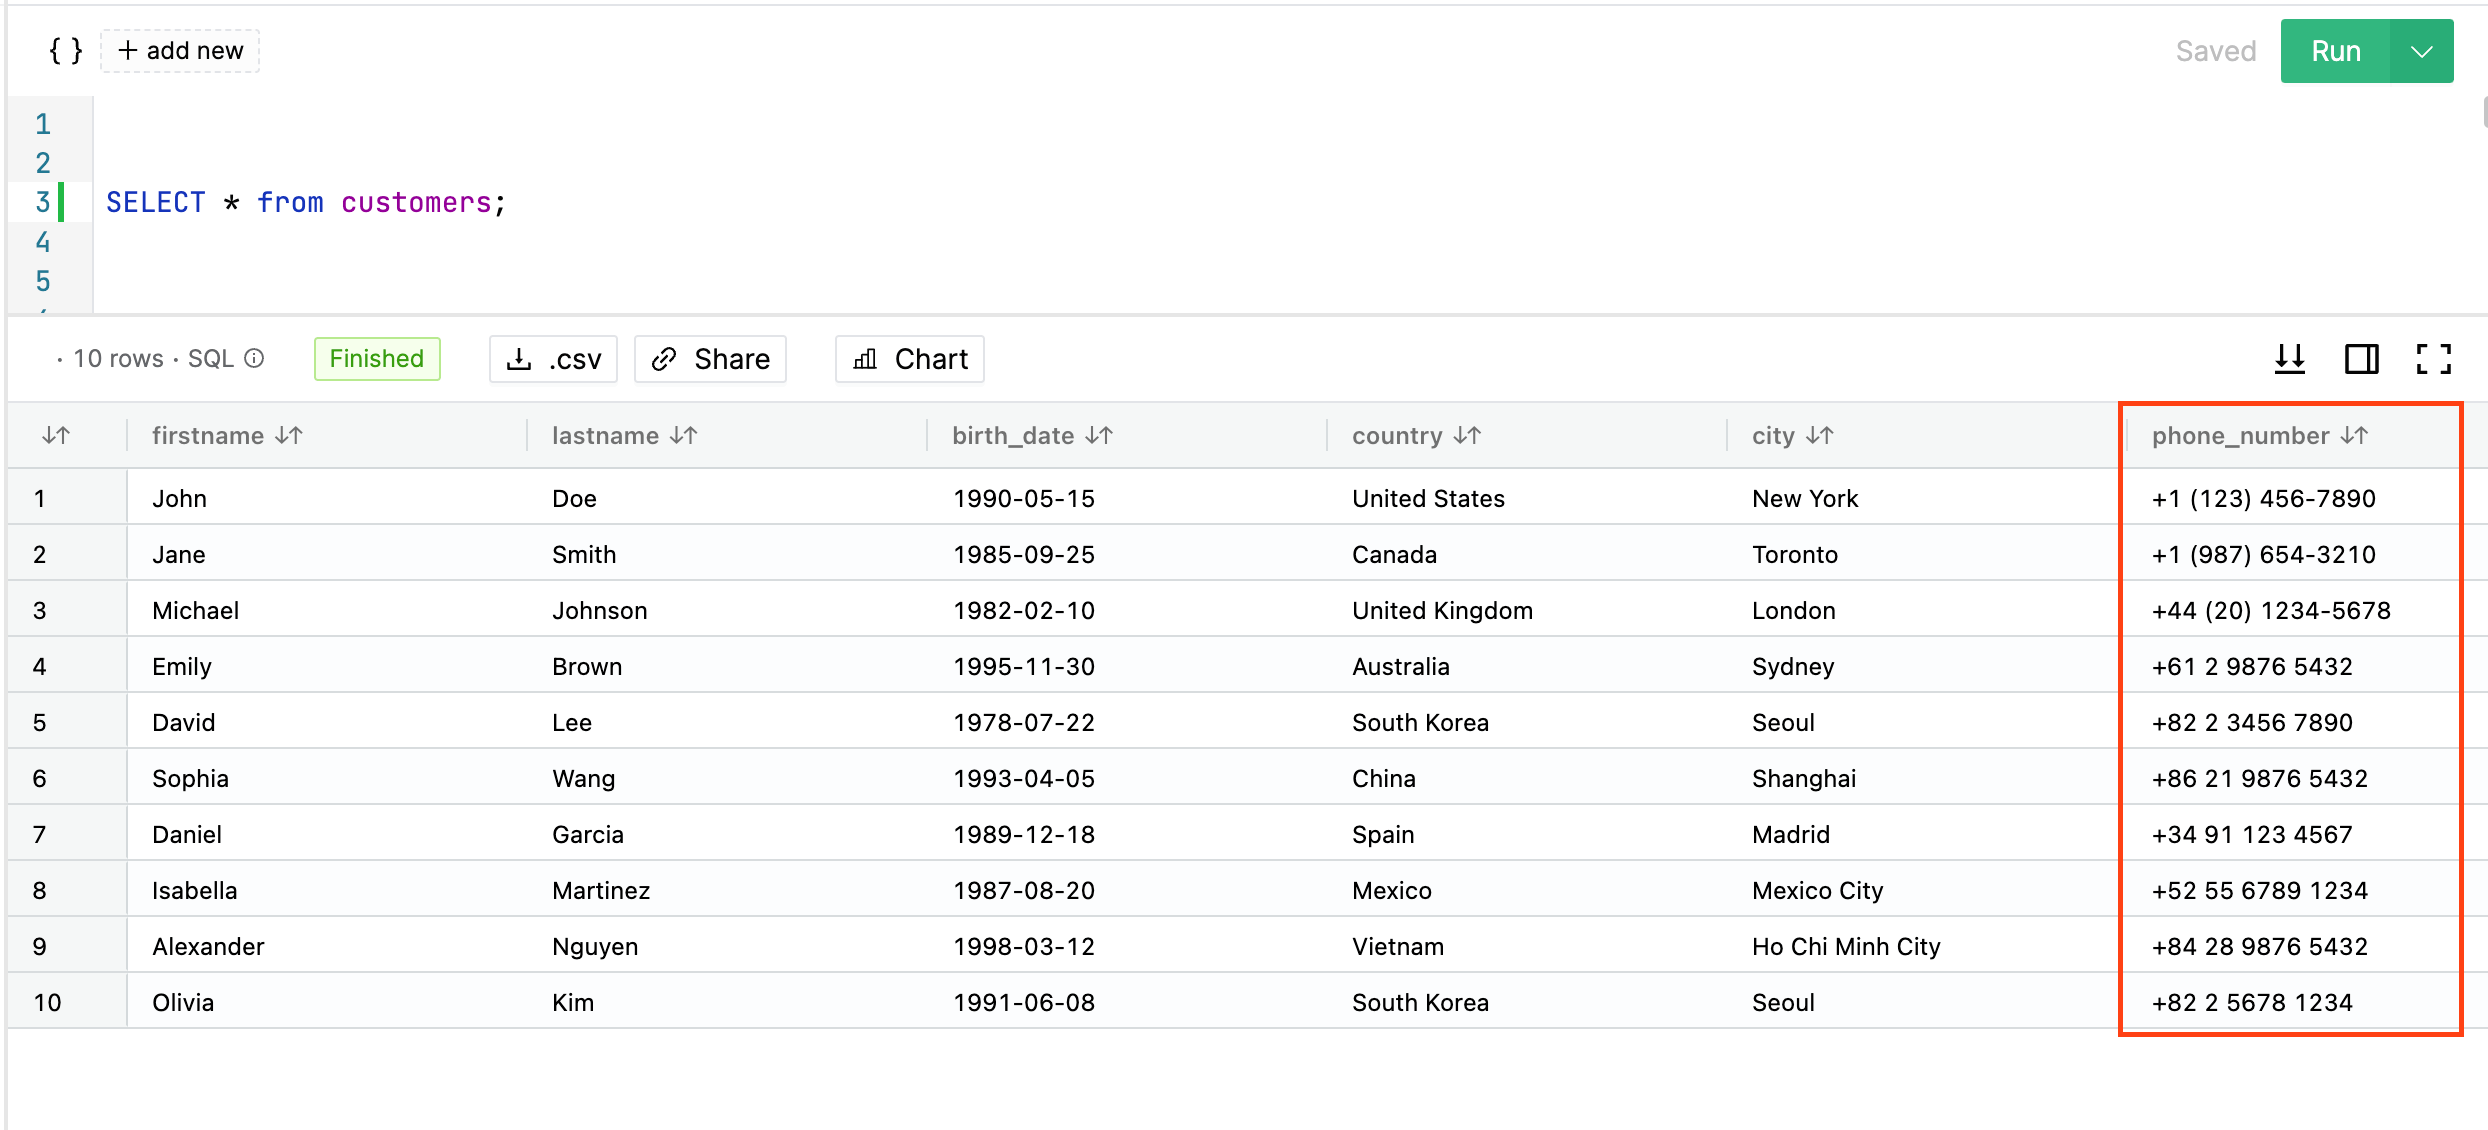 { } + add new Saved Run
1
2
3 SELECT * from customers;
4
5
· 10 rows · SQL Finished .csv Share Chart
firstname lastname birth_date country city phone_number
1 John Doe 1990-05-15 United States New York +1 (123) 456-7890
2 Jane Smith 1985-09-25 Canada Toronto +1 (987) 654-3210
3 Michael Johnson 1982-02-10 United Kingdom London +44 (20) 1234-5678
4 Emily Brown 1995-11-30 Australia Sydney +61 2 9876 5432
5 David Lee 1978-07-22 South Korea Seoul +82 2 3456 7890
6 Sophia Wang 1993-04-05 China Shanghai +86 21 9876 5432
7 Daniel Garcia 1989-12-18 Spain Madrid +34 91 123 4567
8 Isabella Martinez 1987-08-20 Mexico Mexico City +52 55 6789 1234
9 Alexander Nguyen 1998-03-12 Vietnam Ho Chi Minh City +84 28 9876 5432
10 Olivia Kim 1991-06-08 South Korea Seoul +82 2 5678 1234